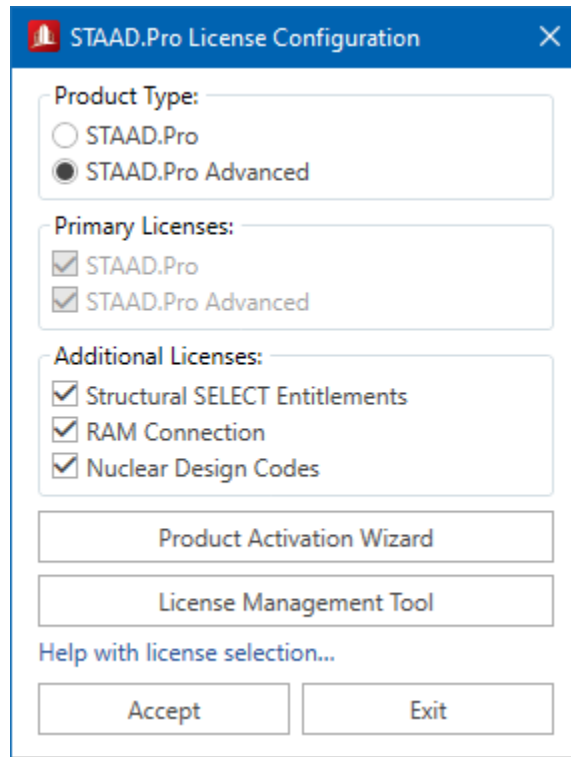 STAAD.Pro License Configuration
Product Type:
STAAD.Pro
STAAD.Pro Advanced
Primary Licenses:
STAAD.Pro
STAAD.Pro Advanced
Additional Licenses:
Structural SELECT Entitlements
RAM Connection
Nuclear Design Codes
Product Activation Wizard
License Management Tool
Help with license selection...
Accept
Exit